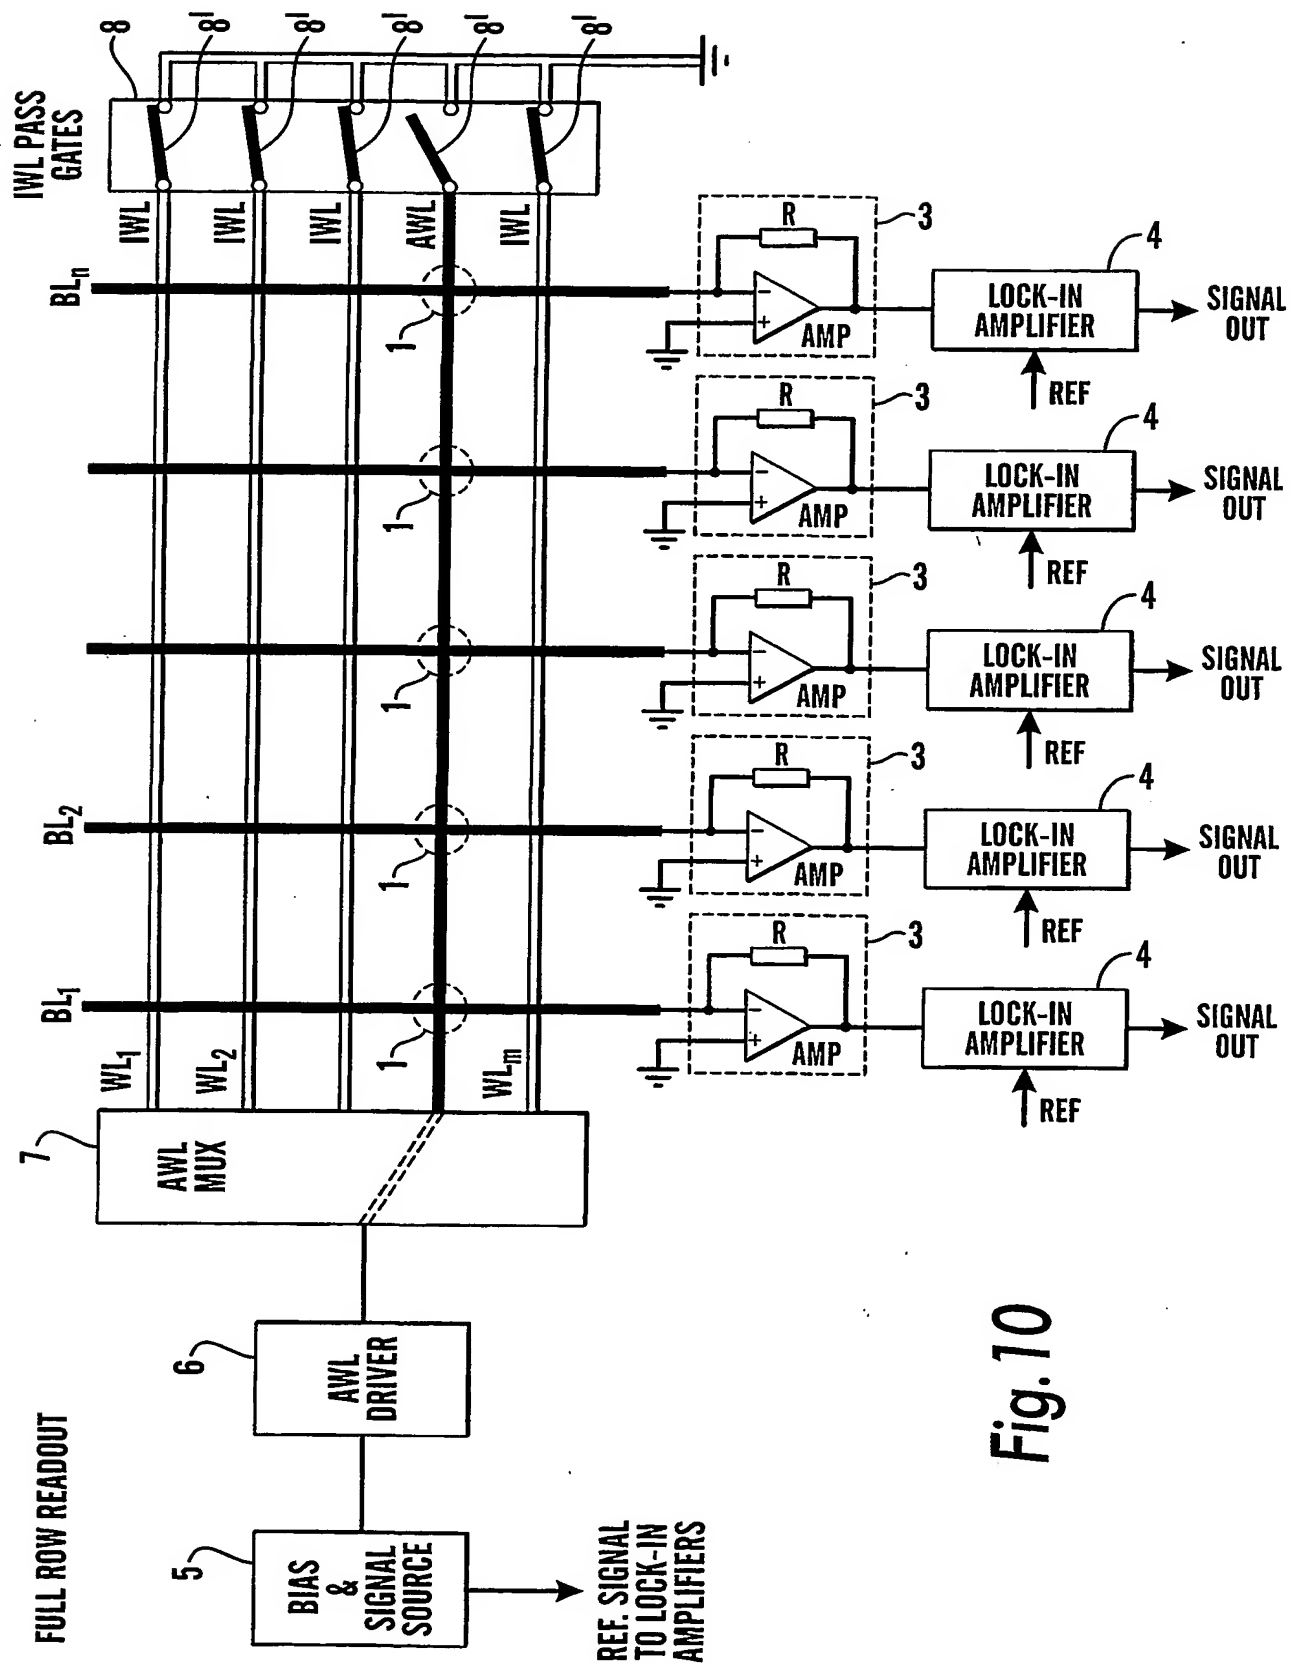 FULL ROW READOUT
5
BIAS
&
SIGNAL
SOURCE
REF. SIGNAL
TO LOCK-IN
AMPLIFIERS
6
AWL
DRIVER
7
AWL
MUX
WL1
WL2
WLm
BL1
BL2
BLn
1
1
1
1
1
IWL
IWL
IWL
AWL
IWL
IWL PASS
GATES
8
8'
8'
8'
8'
8'
R
3
AMP
LOCK-IN
AMPLIFIER
4
REF
SIGNAL
OUT
R
3
AMP
LOCK-IN
AMPLIFIER
4
REF
SIGNAL
OUT
R
3
AMP
LOCK-IN
AMPLIFIER
4
REF
SIGNAL
OUT
R
3
AMP
LOCK-IN
AMPLIFIER
4
REF
SIGNAL
OUT
R
3
AMP
LOCK-IN
AMPLIFIER
4
REF
SIGNAL
OUT
Fig.10